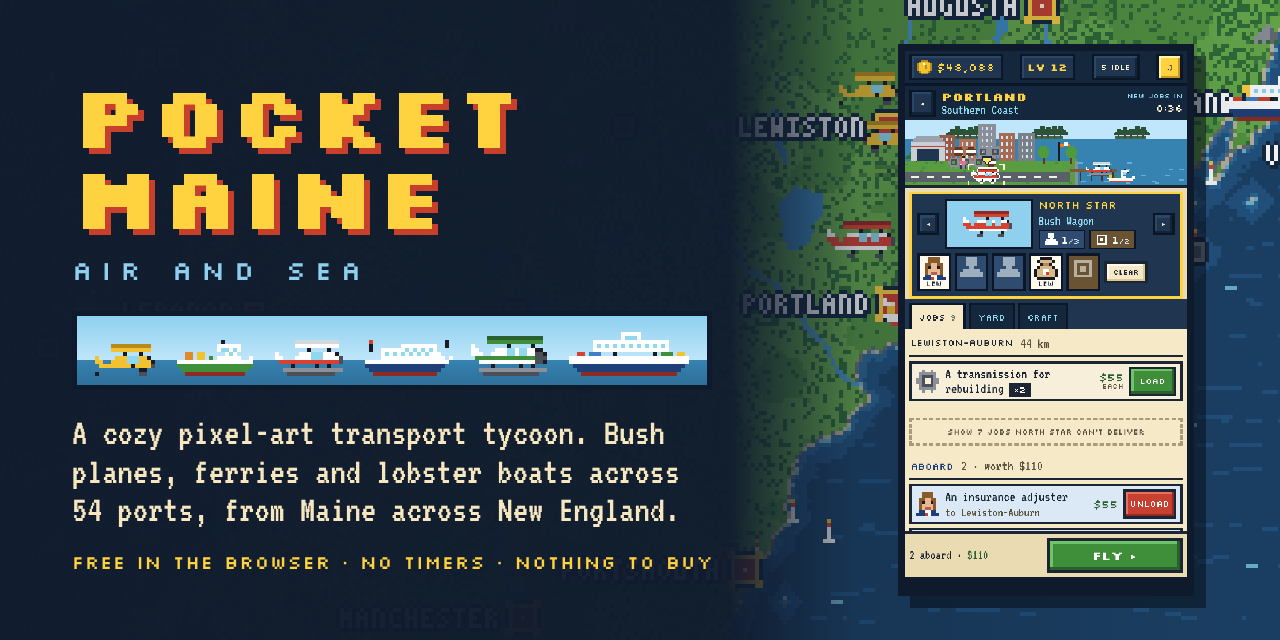 POCKET
MAINE
AIR AND SEA
A cozy pixel-art transport tycoon. Bush
planes, ferries and lobster boats across
54 ports, from Maine across New England.
FREE IN THE BROWSER · NO TIMERS · NOTHING TO BUY
AUGUSTA
LEWISTON
PORTLAND
MANCHESTER
$48,088
LV 12
5 IDLE
♫
PORTLAND
Southern Coast
NEW JOBS IN
0:36
NORTH STAR
Bush Wagon
1/3
1/2
LEW
LEW
CLEAR
JOBS 9
YARD
CRAFT
LEWISTON-AUBURN 44 km
A transmission for
rebuilding ×2
$55
EACH
LOAD
SHOW 7 JOBS NORTH STAR CAN'T DELIVER
ABOARD 2 · worth $110
An insurance adjuster
to Lewiston-Auburn
$55
UNLOAD
2 aboard · $110
FLY ▸